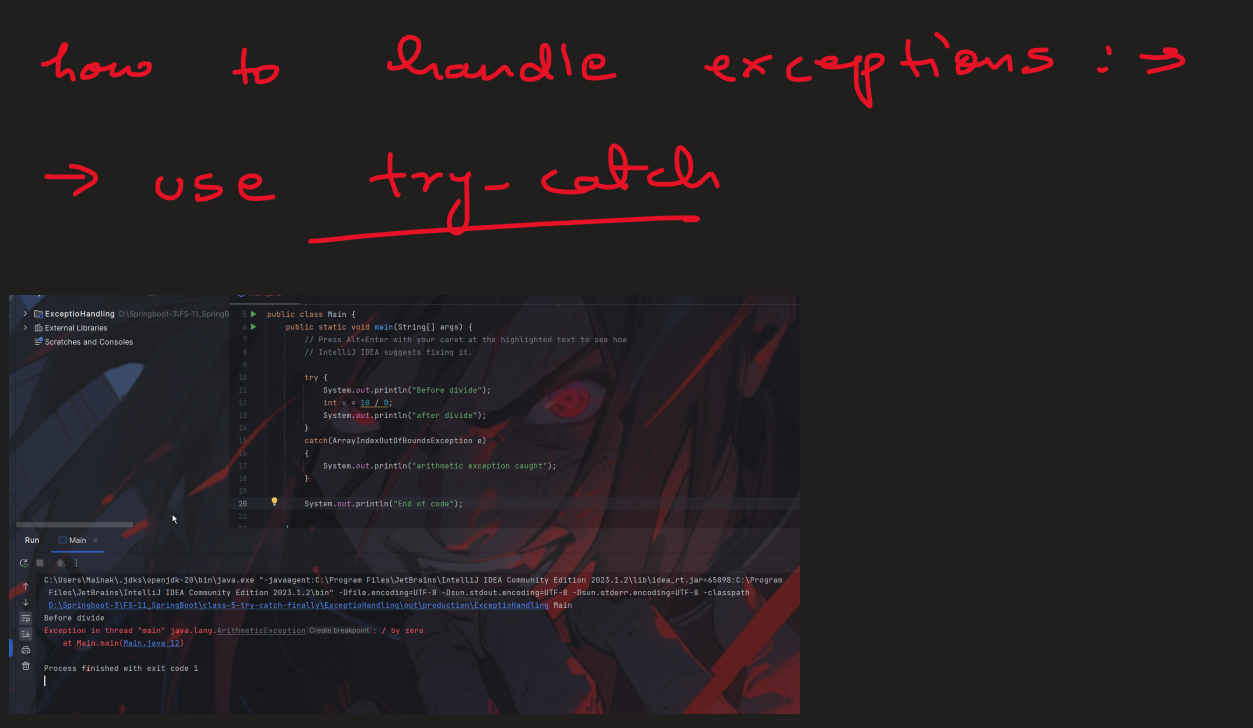 how to handle exceptions : ⇒
→ use try-catch
ExceptioHandling D:\Springboot-3\FS-11_SpringB
External Libraries
Scratches and Consoles
5 public class Main {
6 public static void main(String[] args) {
7 // Press Alt+Enter with your caret at the highlighted text to see how
8 // IntelliJ IDEA suggests fixing it.
9
10 try {
11 System.out.println("Before divide");
12 int x = 10 / 0;
13 System.out.println("after divide");
14 }
15 catch(ArrayIndexOutOfBoundsException e)
16 {
17 System.out.println("arithmetic exception caught");
18 }
19
20 System.out.println("End of code");
21
Run Main ×
C:\Users\Mainak\.jdks\openjdk-20\bin\java.exe "-javaagent:C:\Program Files\JetBrains\IntelliJ IDEA Community Edition 2023.1.2\lib\idea_rt.jar=65098:C:\Program
Files\JetBrains\IntelliJ IDEA Community Edition 2023.1.2\bin" -Dfile.encoding=UTF-8 -Dsun.stdout.encoding=UTF-8 -Dsun.stderr.encoding=UTF-8 -classpath
D:\Springboot-3\FS-11_SpringBoot\class-5-try-catch-finally\ExceptioHandling\out\production\ExceptioHandling Main
Before divide
Exception in thread "main" java.lang.ArithmeticException Create breakpoint : / by zero
at Main.main(Main.java:12)
Process finished with exit code 1